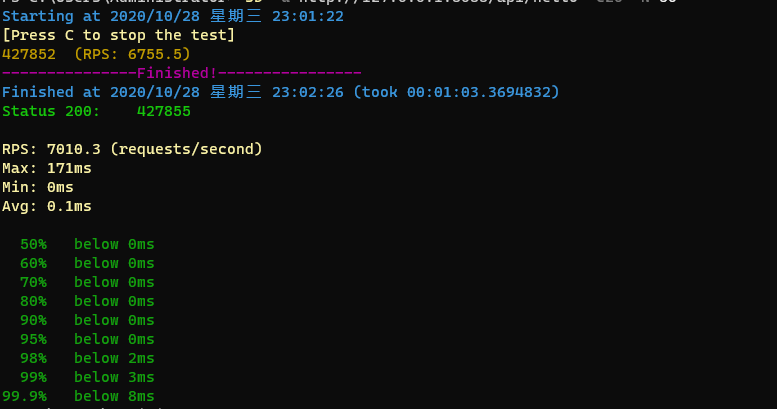 Starting at 2020/10/28 星期三 23:01:22
[Press C to stop the test]
427852 (RPS: 6755.5)
---------------Finished!----------------
Finished at 2020/10/28 星期三 23:02:26 (took 00:01:03.3694832)
Status 200: 427855
RPS: 7010.3 (requests/second)
Max: 171ms
Min: 0ms
Avg: 0.1ms
50% below 0ms
60% below 0ms
70% below 0ms
80% below 0ms
90% below 0ms
95% below 0ms
98% below 2ms
99% below 3ms
99.9% below 8ms